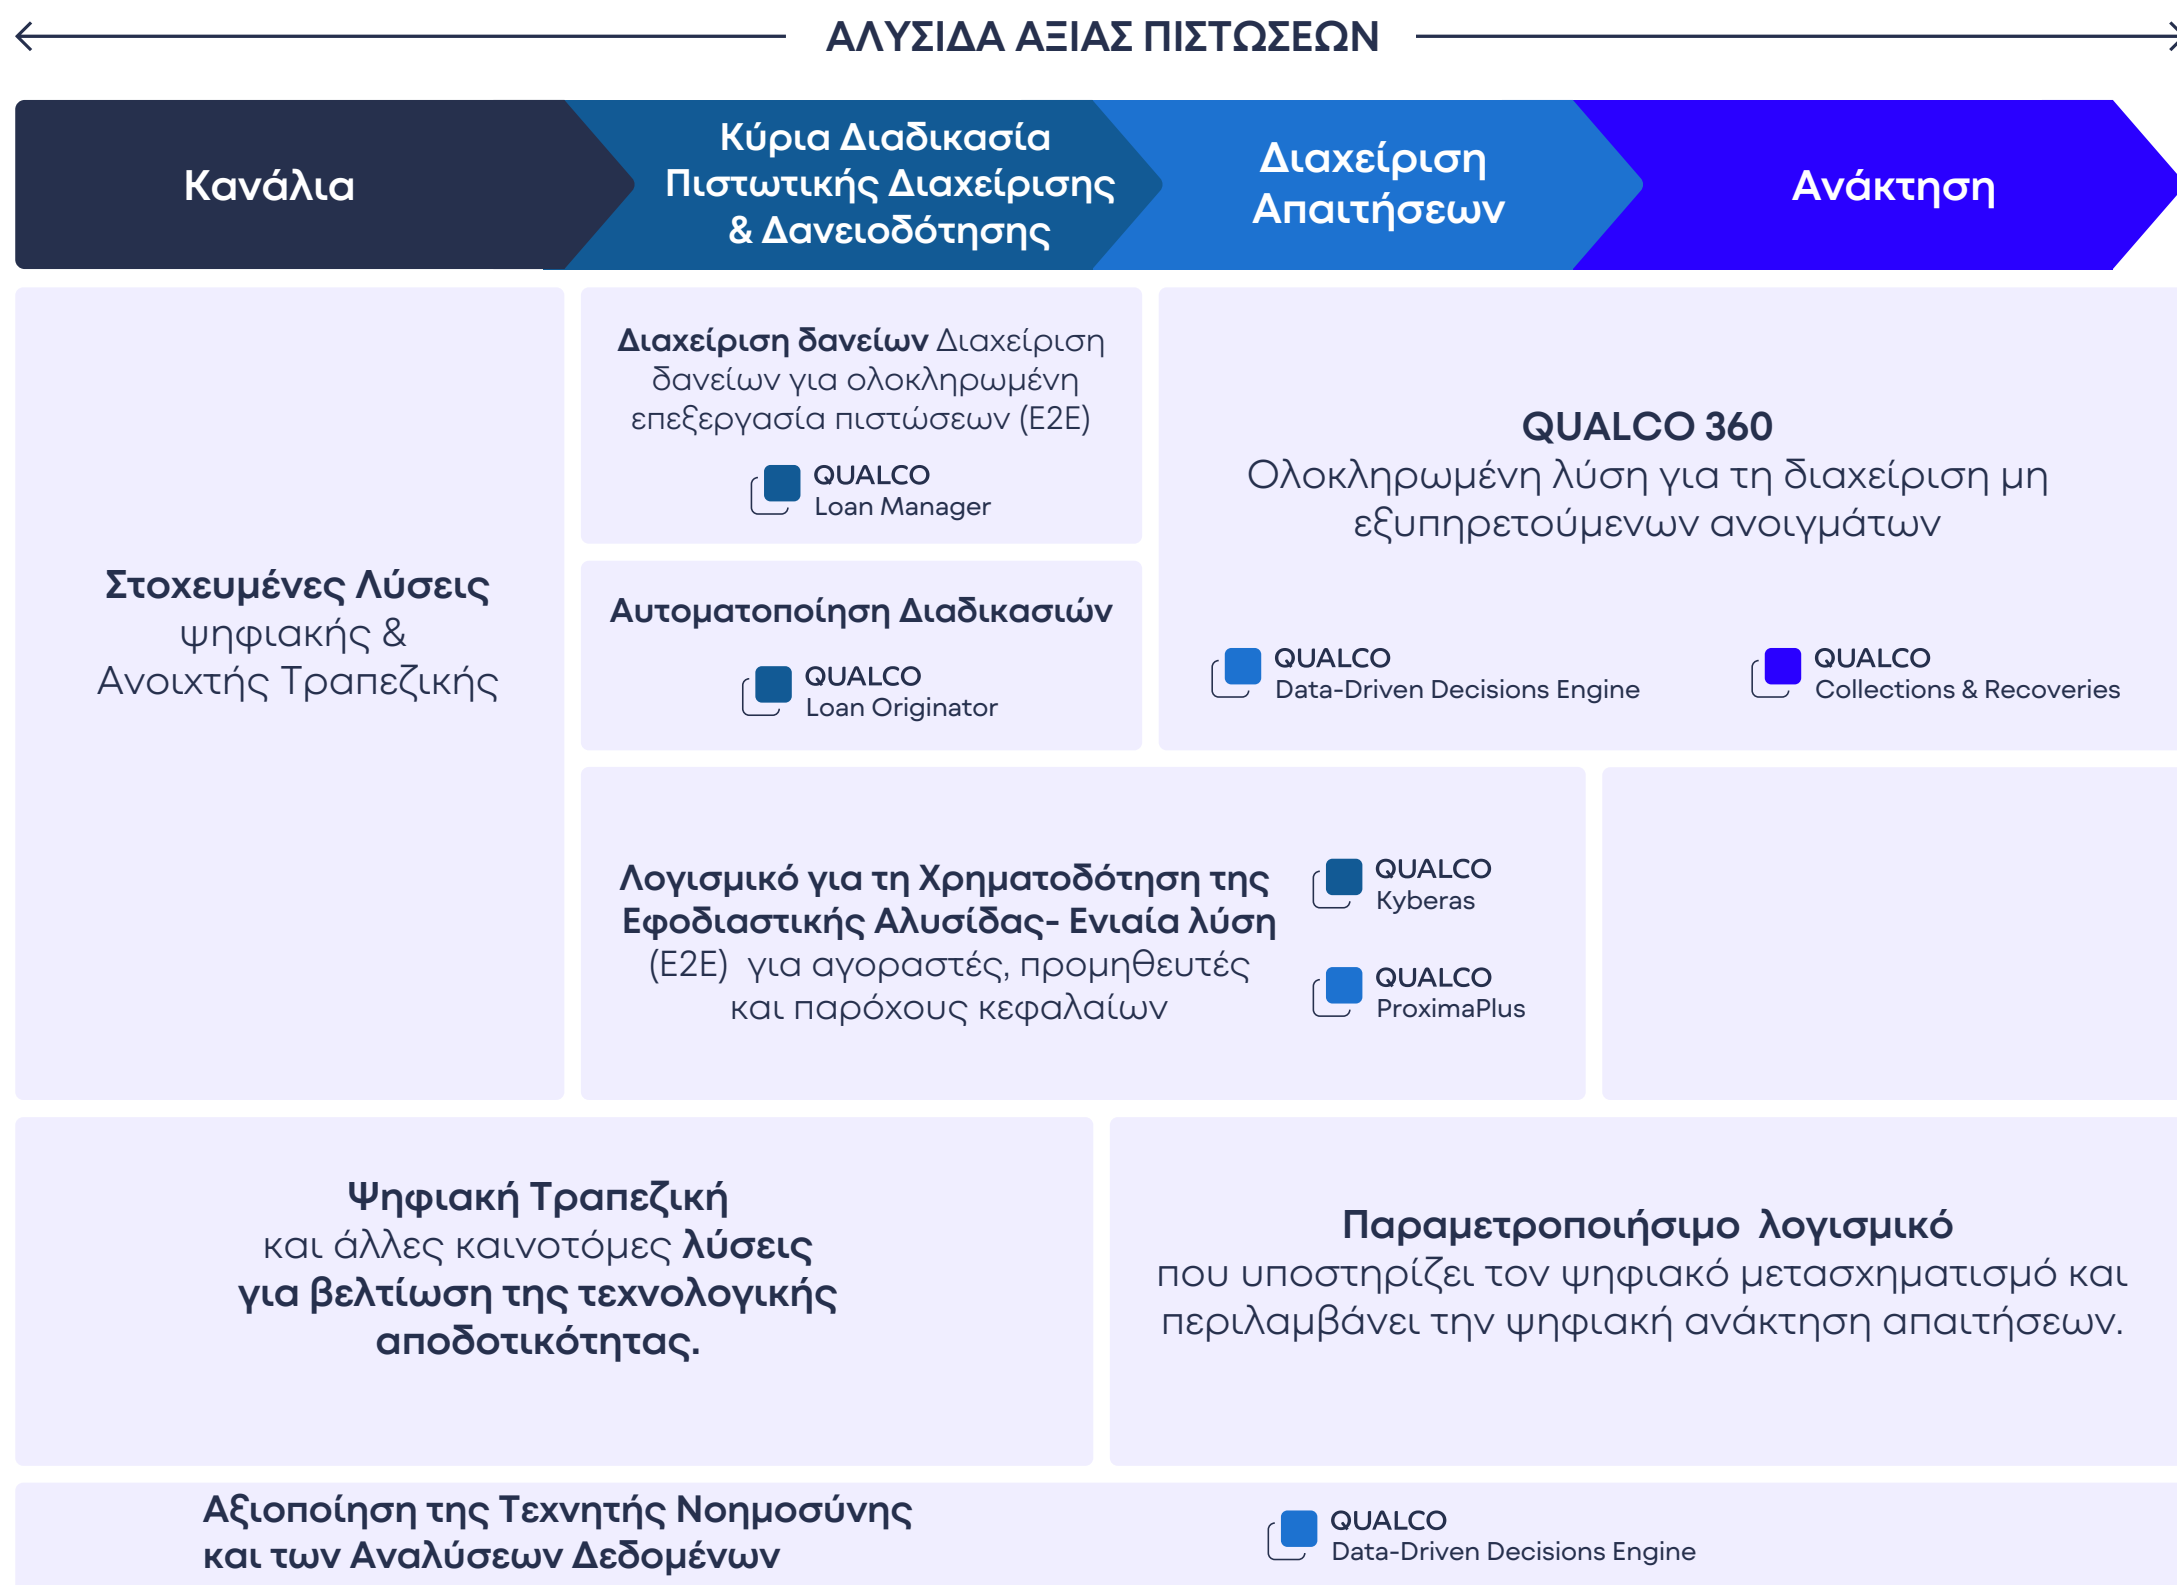 ΑΛΥΣΙΔΑ ΑΞΙΑΣ ΠΙΣΤΩΣΕΩΝ
Κανάλια
Κύρια Διαδικασία
Πιστωτικής Διαχείρισης
& Δανειοδότησης
Διαχείριση
Απαιτήσεων
Ανάκτηση
Στοχευμένες Λύσεις
ψηφιακής &
Ανοιχτής Τραπεζικής
Διαχείριση δανείων Διαχείριση
δανείων για ολοκληρωμένη
επεξεργασία πιστώσεων (E2E)
QUALCO
Loan Manager
Αυτοματοποίηση Διαδικασιών
QUALCO
Loan Originator
QUALCO 360
Ολοκληρωμένη λύση για τη διαχείριση μη
εξυπηρετούμενων ανοιγμάτων
QUALCO
Data-Driven Decisions Engine
QUALCO
Collections & Recoveries
Λογισμικό για τη Χρηματοδότηση της
Εφοδιαστικής Αλυσίδας- Ενιαία λύση
(E2E) για αγοραστές, προμηθευτές
και παρόχους κεφαλαίων
QUALCO
Kyberas
QUALCO
ProximaPlus
Ψηφιακή Τραπεζική
και άλλες καινοτόμες λύσεις
για βελτίωση της τεχνολογικής
αποδοτικότητας.
Παραμετροποιήσιμο λογισμικό
που υποστηρίζει τον ψηφιακό μετασχηματισμό και
περιλαμβάνει την ψηφιακή ανάκτηση απαιτήσεων.
Αξιοποίηση της Τεχνητής Νοημοσύνης
και των Αναλύσεων Δεδομένων
QUALCO
Data-Driven Decisions Engine